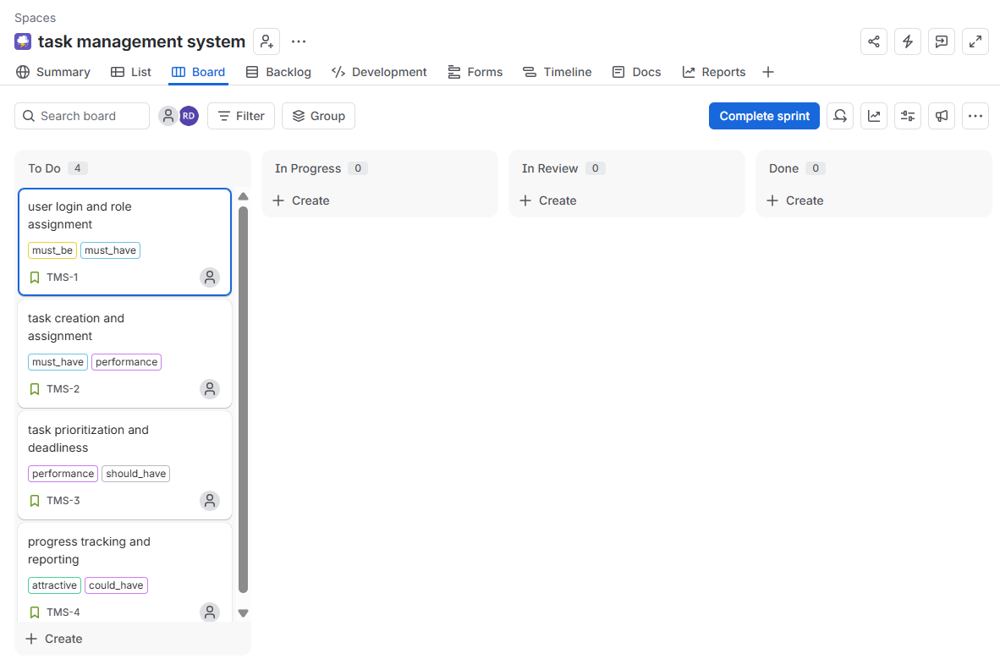 Spaces
task management system
Summary List Board Backlog Development Forms Timeline Docs Reports
Search board RD Filter Group Complete sprint
To Do 4
user login and role
assignment
must_be must_have
TMS-1
task creation and
assignment
must_have performance
TMS-2
task prioritization and
deadliness
performance should_have
TMS-3
progress tracking and
reporting
attractive could_have
TMS-4
Create
In Progress 0
Create
In Review 0
Create
Done 0
Create